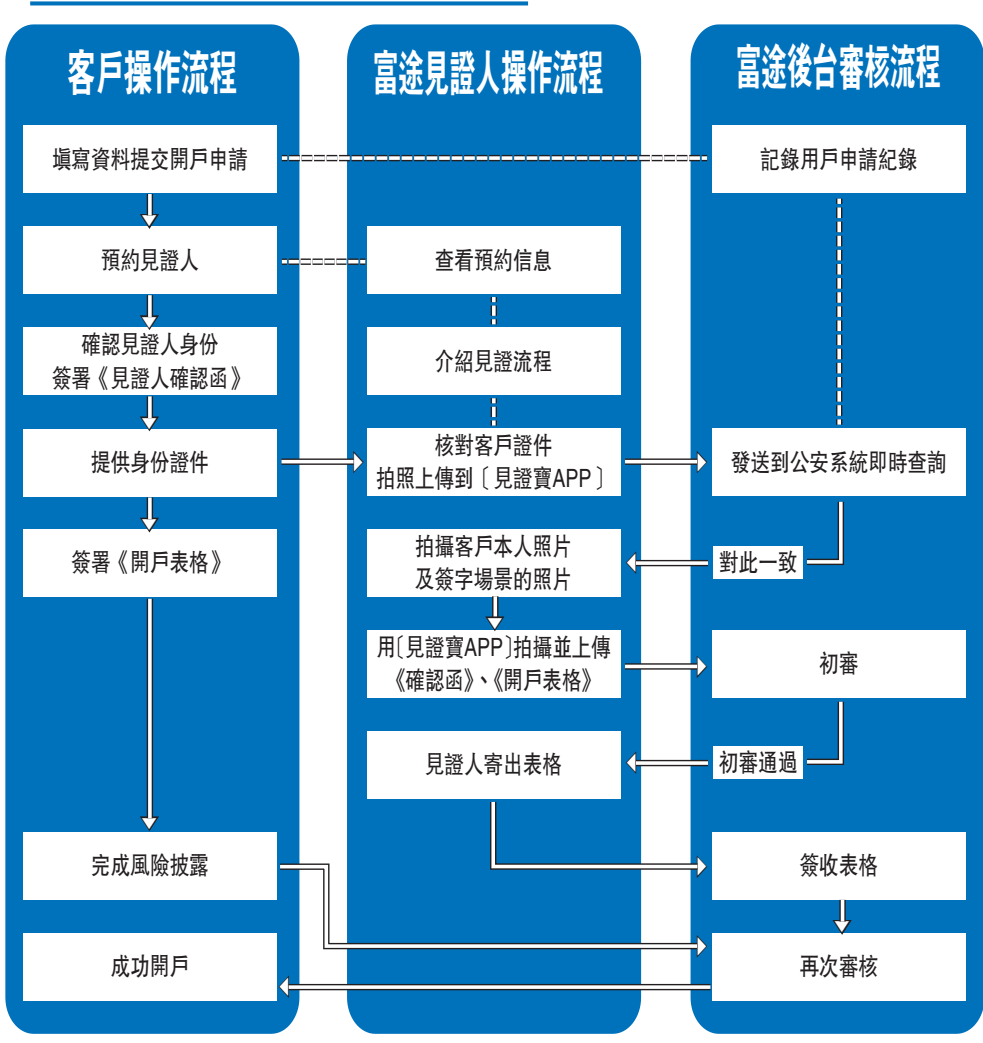 客戶操作流程
填寫資料提交開戶申請
預約見證人
確認見證人身份
簽署《見證人確認函》
提供身份證件
簽署《開戶表格》
完成風險披露
成功開戶
富途見證人操作流程
查看預約信息
介紹見證流程
核對客戶證件
拍照上傳到〔見證寶APP〕
拍攝客戶本人照片
及簽字場景的照片
用〔見證寶APP〕拍攝並上傳
《確認函》、《開戶表格》
見證人寄出表格
富途後台審核流程
記錄用戶申請紀錄
發送到公安系統即時查詢
對此一致
初審
初審通過
簽收表格
再次審核